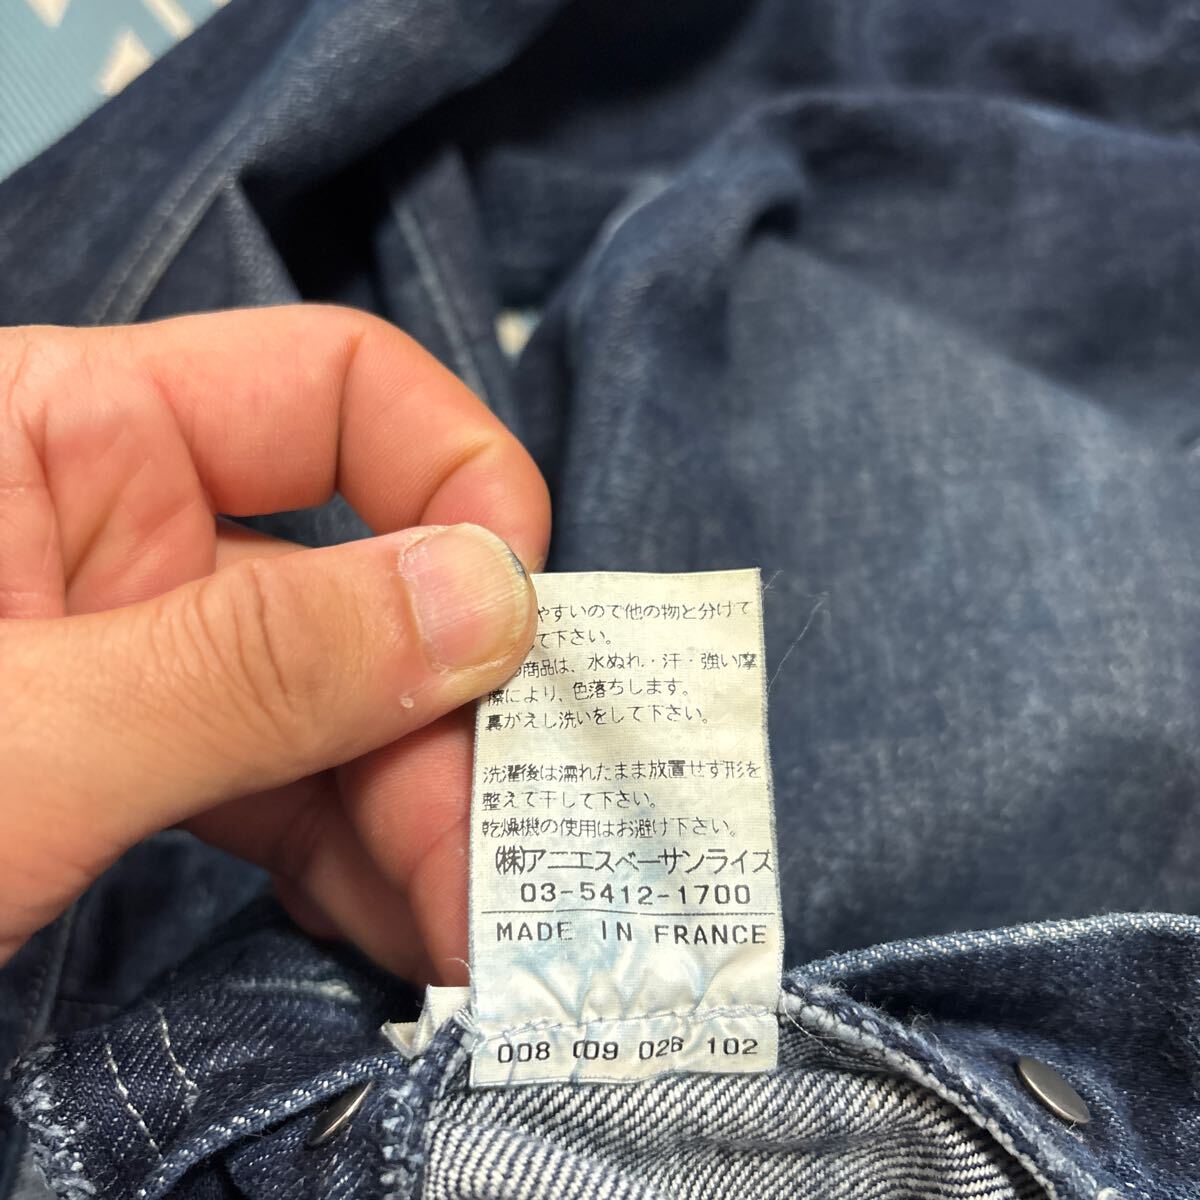 やすいので他の物と分けて
て下さい。
商品は、水ぬれ・汗・強い摩
擦により、色落ちします。
裏がえし洗いをして下さい。
洗濯後は濡れたまま放置せず形を
整えて干して下さい。
乾燥機の使用はお避け下さい。
(株)アニエスベーサンライズ
03-5412-1700
MADE IN FRANCE
008 009 026 102